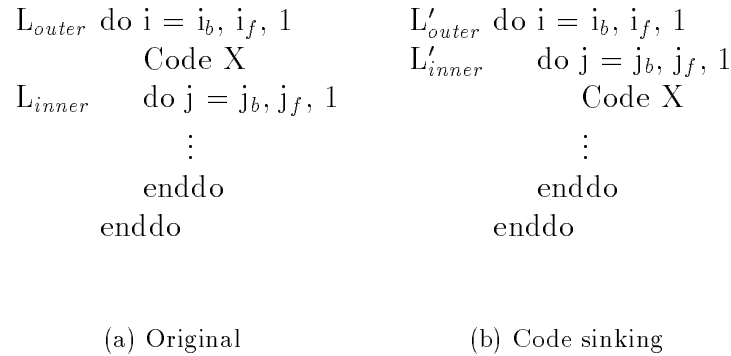 L_outer do i = i_b, i_f, 1
Code X
L_inner do j = j_b, j_f, 1
⋮
enddo
enddo
(a) Original
L'_outer do i = i_b, i_f, 1
L'_inner do j = j_b, j_f, 1
Code X
⋮
enddo
enddo
(b) Code sinking